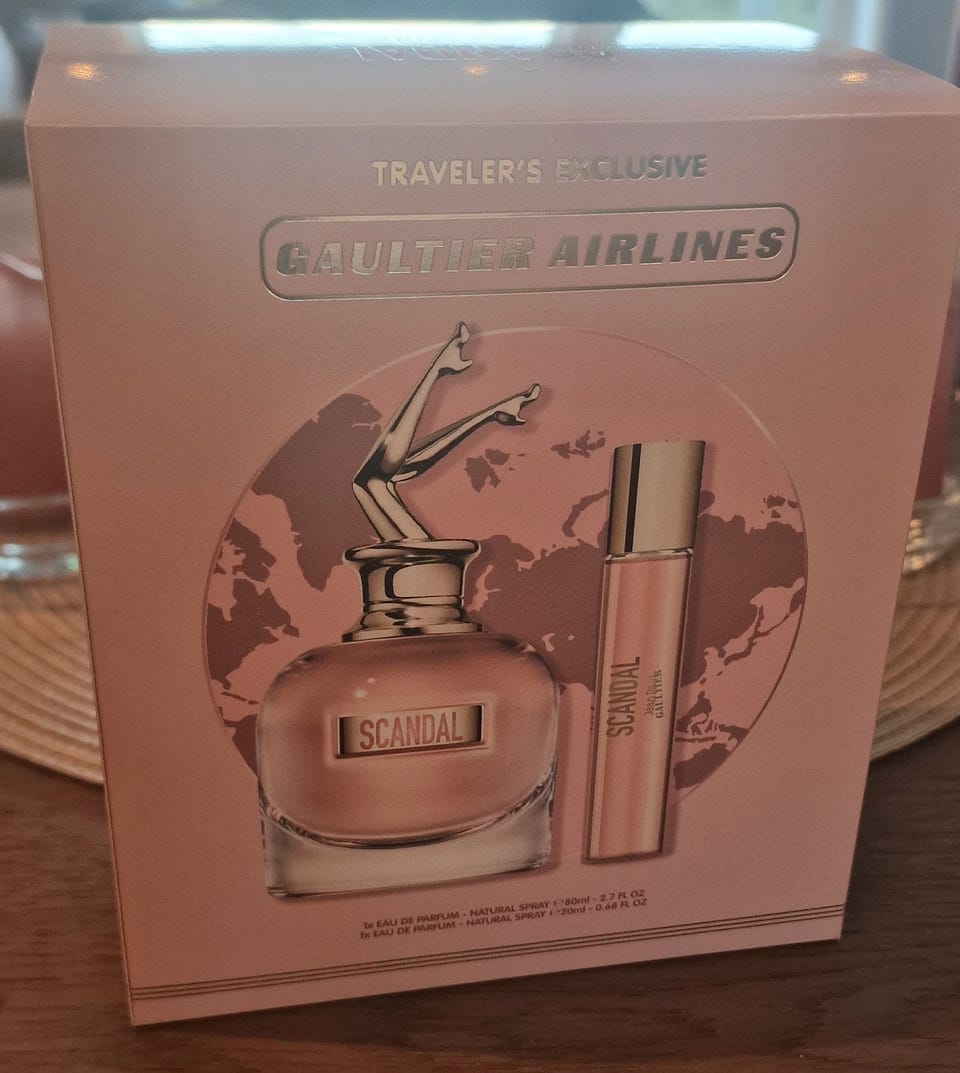 TRAVELER'S EXCLUSIVE
GAULTIER AIRLINES
SCANDAL
SCANDAL
Jean Paul
GAULTIER
1x EAU DE PARFUM - NATURAL SPRAY ℮80ml - 2.7 FL OZ
1x EAU DE PARFUM - NATURAL SPRAY ℮20ml - 0.68 FL OZ